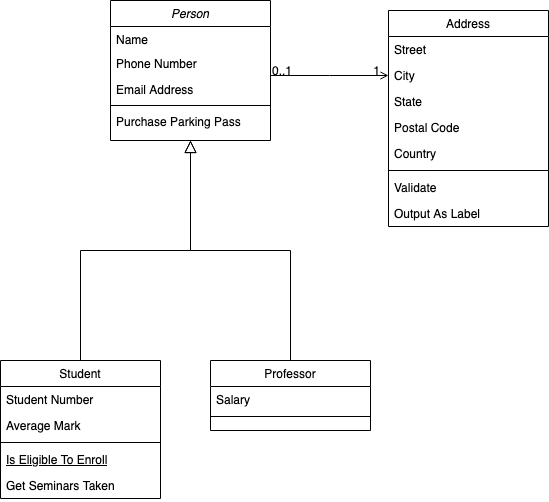 Person
Name
Phone Number
Email Address
Purchase Parking Pass
0..1
1
Address
Street
City
State
Postal Code
Country
Validate
Output As Label
Student
Student Number
Average Mark
Is Eligible To Enroll
Get Seminars Taken
Professor
Salary